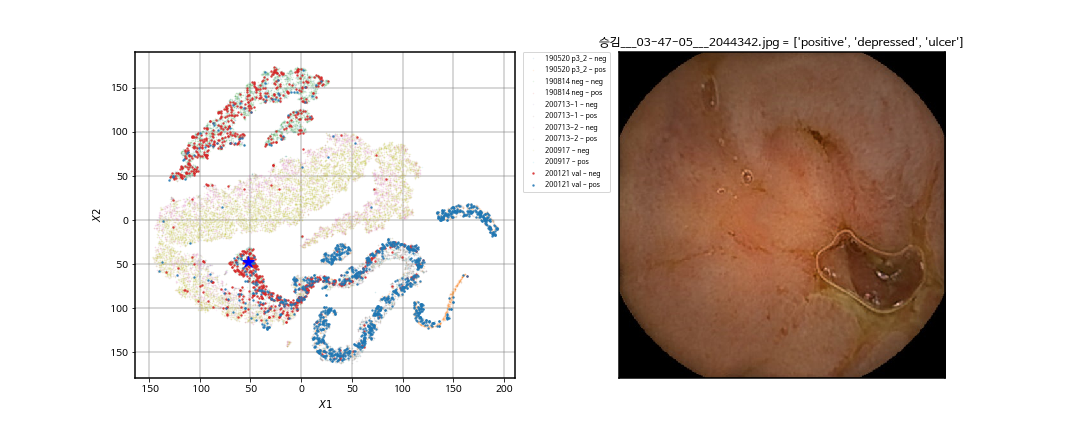 승김___03-47-05___2044342.jpg = ['positive', 'depressed', 'ulcer']
190520 p3_2 - neg
190520 p3_2 - pos
190814 neg - neg
190814 neg - pos
200713-1 - neg
200713-1 - pos
200713-2 - neg
200713-2 - pos
200917 - neg
200917 - pos
200121 val - neg
200121 val - pos
X2
150
100
50
0
50
100
150
150
100
50
0
50
100
150
200
X1